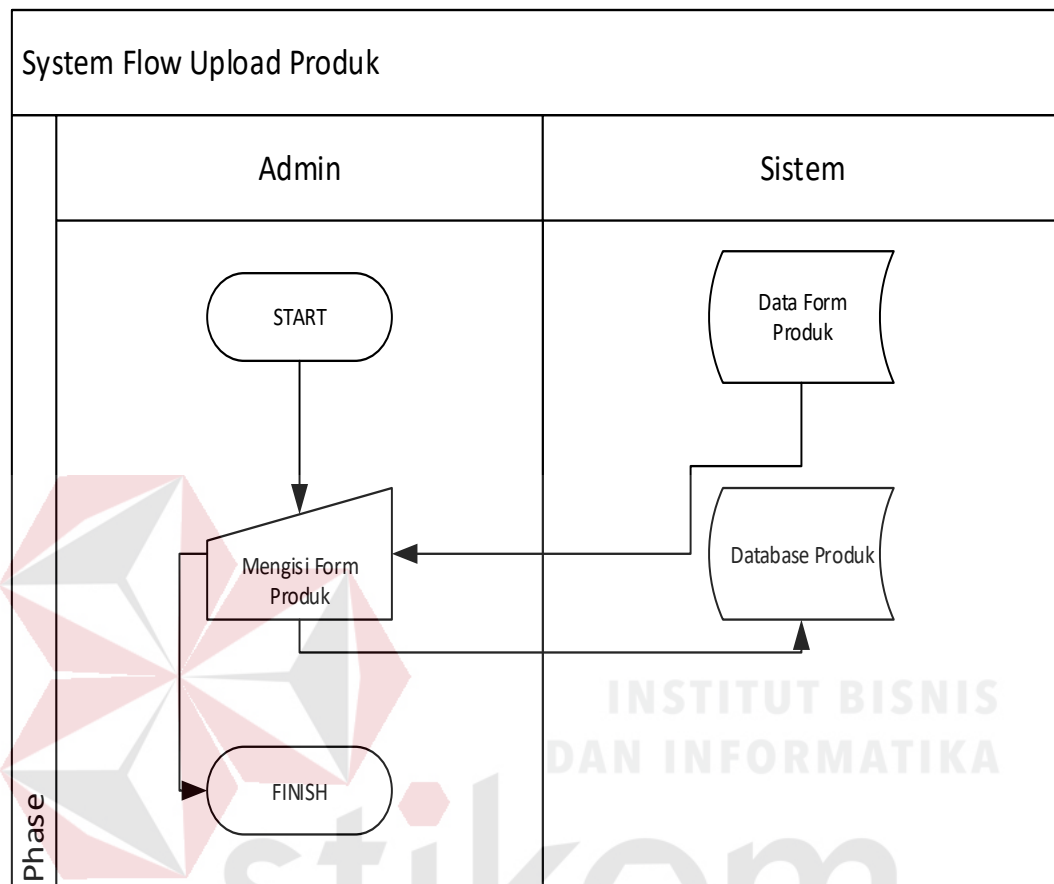 System Flow Upload Produk
Admin
Sistem
START
Data Form
Produk
Mengisi Form
Produk
Database Produk
INSTITUT BISNIS
DAN INFORMATIKA
FINISH
Phase
stikom